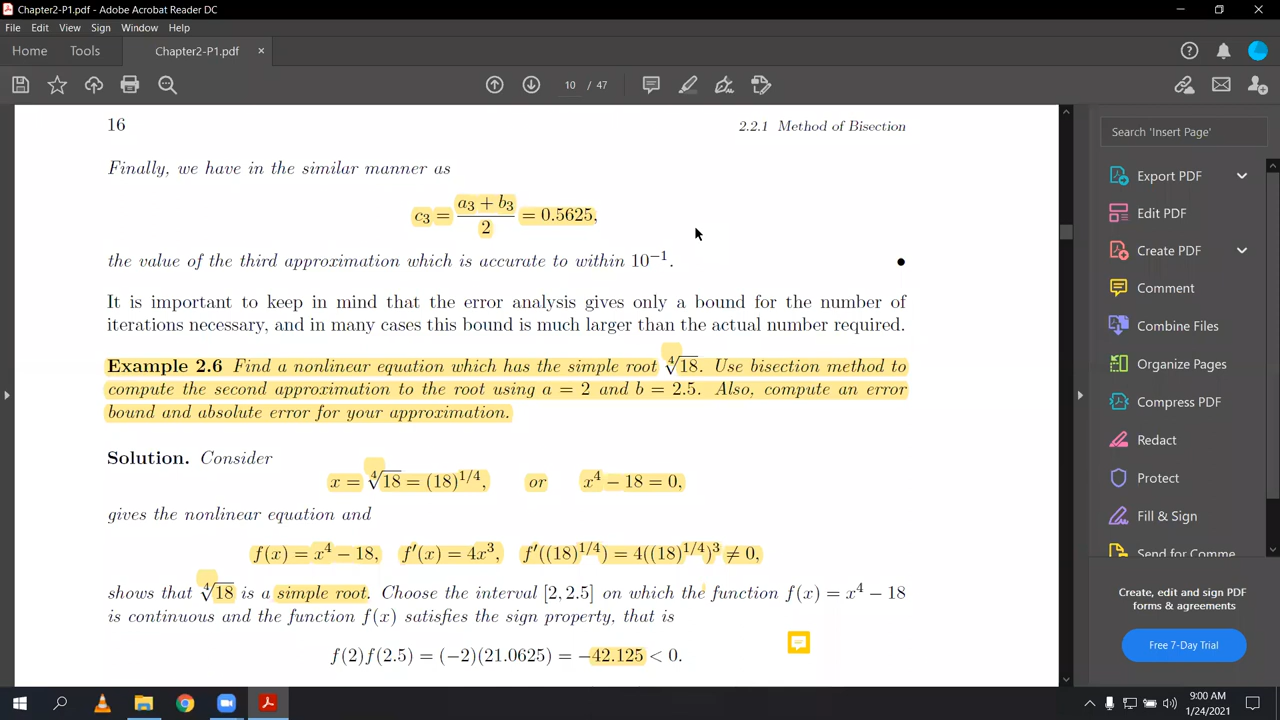 Chapter2-P1.pdf - Adobe Acrobat Reader DC
File Edit View Sign Window Help
Home Tools Chapter2-P1.pdf ×
10 / 47
16 2.2.1 Method of Bisection
Finally, we have in the similar manner as
c₃ = (a₃ + b₃)/2 = 0.5625,
the value of the third approximation which is accurate to within 10⁻¹. •
It is important to keep in mind that the error analysis gives only a bound for the number of
iterations necessary, and in many cases this bound is much larger than the actual number required.
Example 2.6 Find a nonlinear equation which has the simple root ∜18. Use bisection method to
compute the second approximation to the root using a = 2 and b = 2.5. Also, compute an error
bound and absolute error for your approximation.
Solution. Consider
x = ∜18 = (18)^{1/4}, or x⁴ − 18 = 0,
gives the nonlinear equation and
f(x) = x⁴ − 18, f′(x) = 4x³, f′((18)^{1/4}) = 4((18)^{1/4})³ ≠ 0,
shows that ∜18 is a simple root. Choose the interval [2, 2.5] on which the function f(x) = x⁴ − 18
is continuous and the function f(x) satisfies the sign property, that is
f(2)f(2.5) = (−2)(21.0625) = −42.125 < 0.
Search 'Insert Page'
Export PDF
Edit PDF
Create PDF
Comment
Combine Files
Organize Pages
Compress PDF
Redact
Protect
Fill & Sign
Send for Comme
Create, edit and sign PDF
forms & agreements
Free 7-Day Trial
9:00 AM
1/24/2021